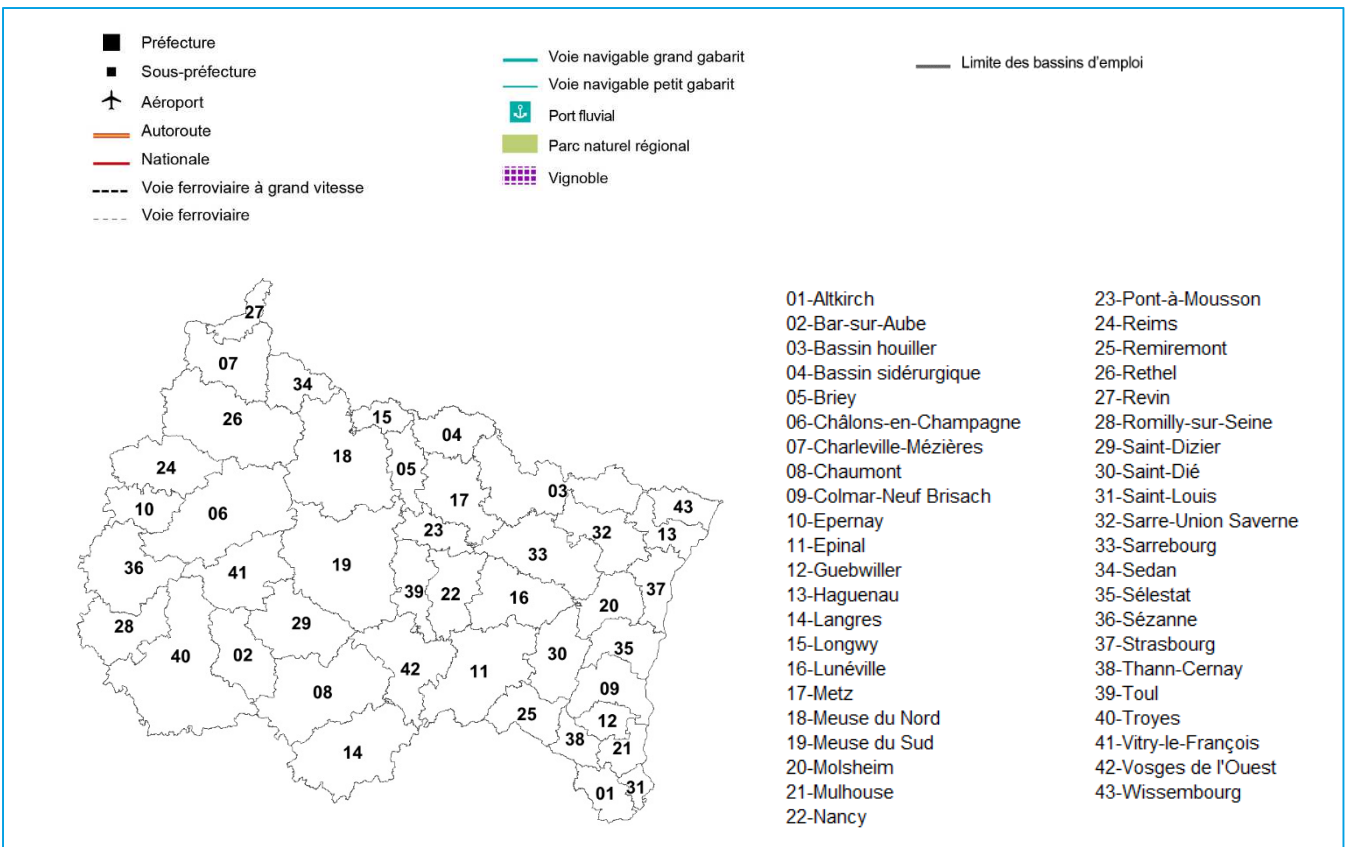 Préfecture
Sous-préfecture
Aéroport
Autoroute
Nationale
Voie ferroviaire à grand vitesse
Voie ferroviaire
Voie navigable grand gabarit
Voie navigable petit gabarit
Port fluvial
Parc naturel régional
Vignoble
Limite des bassins d'emploi
27
07
34
26
15
04
18
05
24
17
03
43
10
06
23
32
13
33
36
41
19
39
22
16
37
20
28
29
40
02
42
11
30
35
08
09
25
12
38
21
14
01
31
01-Altkirch
02-Bar-sur-Aube
03-Bassin houiller
04-Bassin sidérurgique
05-Briey
06-Châlons-en-Champagne
07-Charleville-Mézières
08-Chaumont
09-Colmar-Neuf Brisach
10-Epernay
11-Epinal
12-Guebwiller
13-Haguenau
14-Langres
15-Longwy
16-Lunéville
17-Metz
18-Meuse du Nord
19-Meuse du Sud
20-Molsheim
21-Mulhouse
22-Nancy
23-Pont-à-Mousson
24-Reims
25-Remiremont
26-Rethel
27-Revin
28-Romilly-sur-Seine
29-Saint-Dizier
30-Saint-Dié
31-Saint-Louis
32-Sarre-Union Saverne
33-Sarrebourg
34-Sedan
35-Sélestat
36-Sézanne
37-Strasbourg
38-Thann-Cernay
39-Toul
40-Troyes
41-Vitry-le-François
42-Vosges de l'Ouest
43-Wissembourg